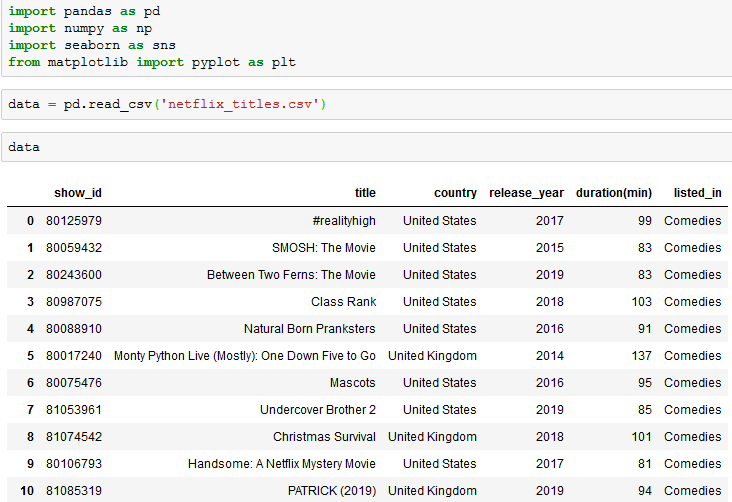 import pandas as pd
import numpy as np
import seaborn as sns
from matplotlib import pyplot as plt
data = pd.read_csv('netflix_titles.csv')
data
show_id title country release_year duration(min) listed_in
0 80125979 #realityhigh United States 2017 99 Comedies
1 80059432 SMOSH: The Movie United States 2015 83 Comedies
2 80243600 Between Two Ferns: The Movie United States 2019 83 Comedies
3 80987075 Class Rank United States 2018 103 Comedies
4 80088910 Natural Born Pranksters United States 2016 91 Comedies
5 80017240 Monty Python Live (Mostly): One Down Five to Go United Kingdom 2014 137 Comedies
6 80075476 Mascots United States 2016 95 Comedies
7 81053961 Undercover Brother 2 United States 2019 85 Comedies
8 81074542 Christmas Survival United Kingdom 2018 101 Comedies
9 80106793 Handsome: A Netflix Mystery Movie United States 2017 81 Comedies
10 81085319 PATRICK (2019) United Kingdom 2019 94 Comedies